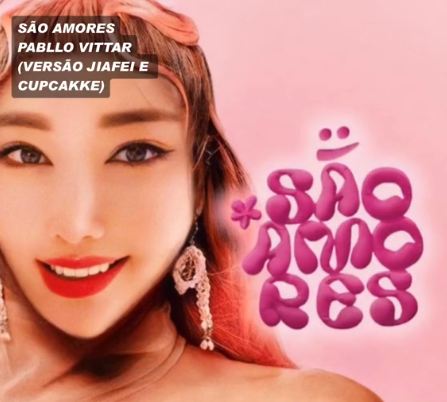 SÃO AMORES
PABLLO VITTAR
(VERSÃO JIAFEI E
CUPCAKKE)
SÃO
*AMO
RES